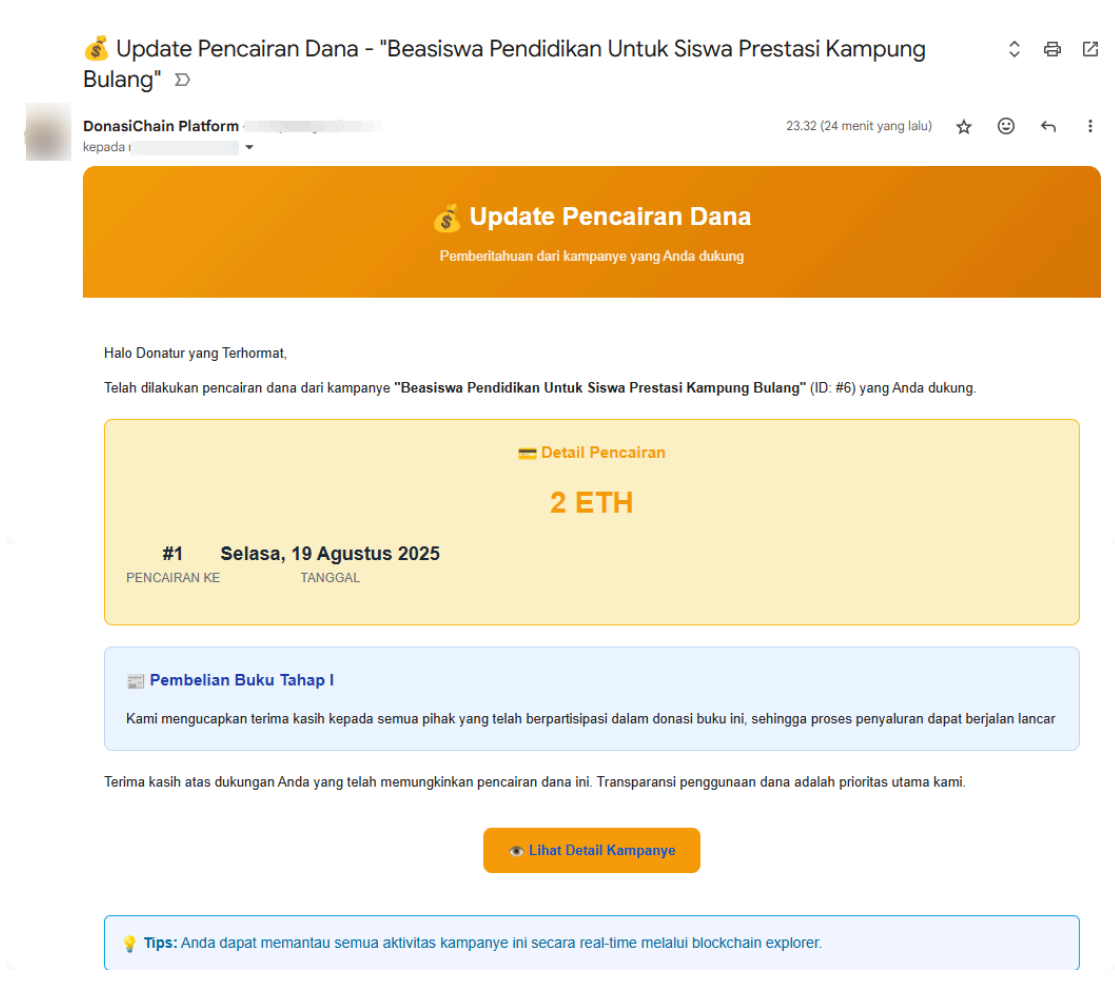 💰 Update Pencairan Dana - "Beasiswa Pendidikan Untuk Siswa Prestasi Kampung
Bulang"
DonasiChain Platform
23.32 (24 menit yang lalu)
kepada
💰 Update Pencairan Dana
Pemberitahuan dari kampanye yang Anda dukung
Halo Donatur yang Terhormat,
Telah dilakukan pencairan dana dari kampanye "Beasiswa Pendidikan Untuk Siswa Prestasi Kampung Bulang" (ID: #6) yang Anda dukung.
💳 Detail Pencairan
2 ETH
#1 Selasa, 19 Agustus 2025
PENCAIRAN KE TANGGAL
📰 Pembelian Buku Tahap I
Kami mengucapkan terima kasih kepada semua pihak yang telah berpartisipasi dalam donasi buku ini, sehingga proses penyaluran dapat berjalan lancar
Terima kasih atas dukungan Anda yang telah memungkinkan pencairan dana ini. Transparansi penggunaan dana adalah prioritas utama kami.
👁️ Lihat Detail Kampanye
💡 Tips: Anda dapat memantau semua aktivitas kampanye ini secara real-time melalui blockchain explorer.